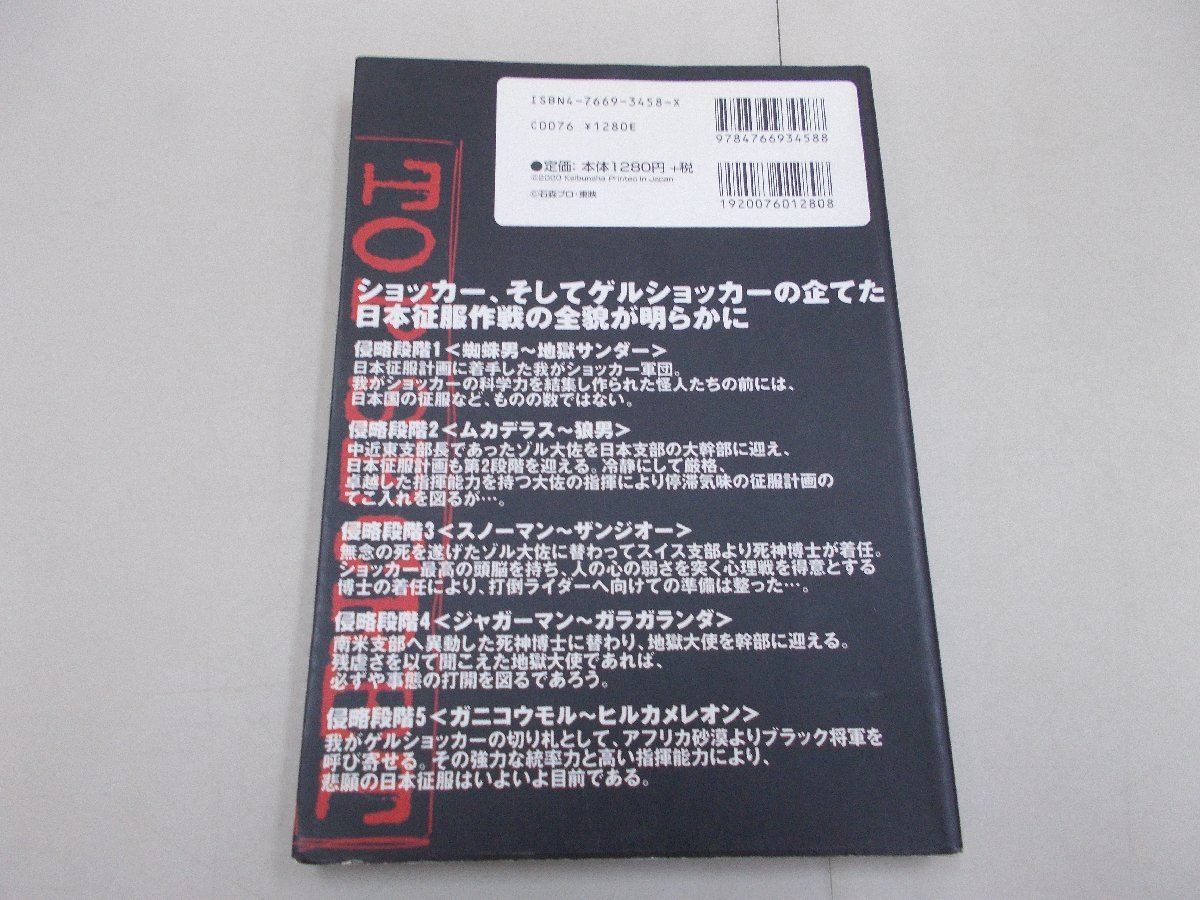 ISBN4-7669-3458-X
C0076 ¥1280E
●定価：本体1280円+税
©2000 Keibunsha Printed in Japan
©石森プロ・東映
9784766934588
1920076012808
ショッカー、そしてゲルショッカーの企てた
日本征服作戦の全貌が明らかに
侵略段階1＜蜘蛛男～地獄サンダー＞
日本征服計画に着手した我がショッカー軍団。
我がショッカーの科学力を結集し作られた怪人たちの前には、
日本国の征服など、ものの数ではない。
侵略段階2＜ムカデラス～狼男＞
中近東支部長であったゾル大佐を日本支部の大幹部に迎え、
日本征服計画も第2段階を迎える。冷静にして厳格、
卓越した指揮能力を持つ大佐の指揮により停滞気味の征服計画の
てこ入れを図るが…。
侵略段階3＜スノーマン～ザンジオー＞
無念の死を遂げたゾル大佐に替わってスイス支部より死神博士が着任。
ショッカー最高の頭脳を持ち、人の心の弱さを突く心理戦を得意とする
博士の着任により、打倒ライダーへ向けての準備は整った…。
侵略段階4＜ジャガーマン～ガラガランダ＞
南米支部へ異動した死神博士に替わり、地獄大使を幹部に迎える。
残虐さを以て聞こえた地獄大使であれば、
必ずや事態の打開を図るであろう。
侵略段階5＜ガニコウモル～ヒルカメレオン＞
我がゲルショッカーの切り札として、アフリカ砂漠よりブラック将軍を
呼び寄せる。その強力な統率力と高い指揮能力により、
悲願の日本征服はいよいよ目前である。